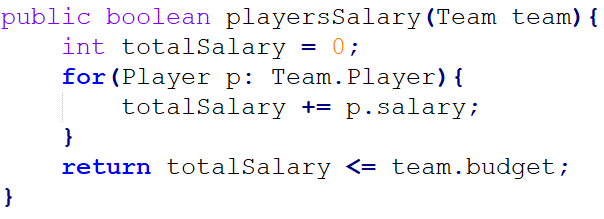 public boolean playersSalary(Team team){
    int totalSalary = 0;
    for(Player p: Team.Player){
        totalSalary += p.salary;
    }
    return totalSalary <= team.budget;
}